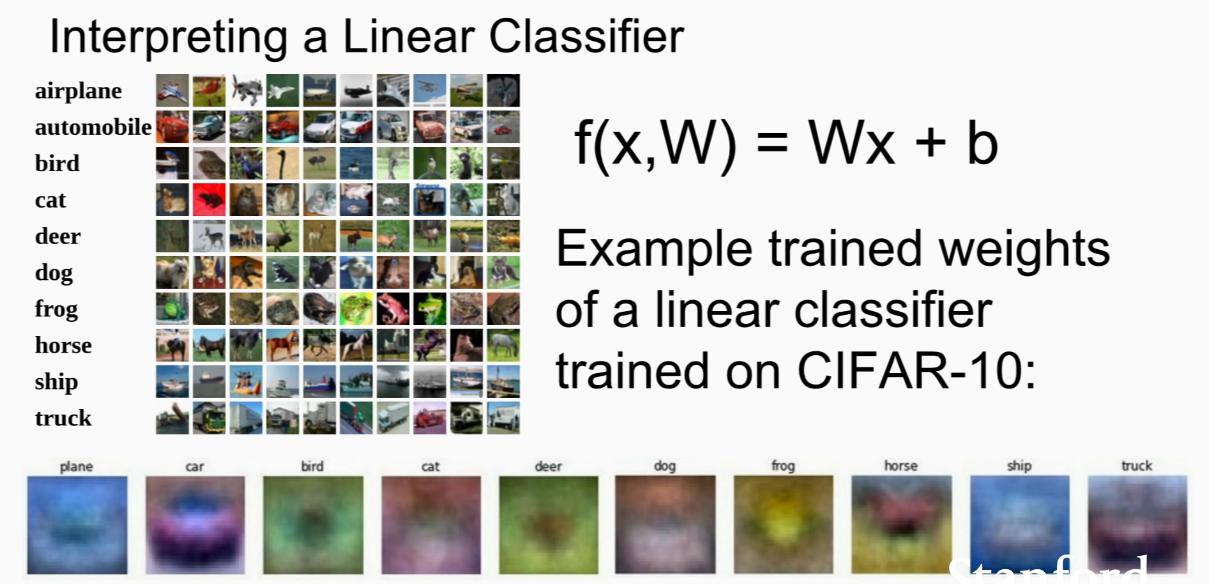 Interpreting a Linear Classifier
airplane
automobile
bird
cat
deer
dog
frog
horse
ship
truck
f(x,W) = Wx + b
Example trained weights
of a linear classifier
trained on CIFAR-10:
plane car bird cat deer dog frog horse ship truck
Stanford